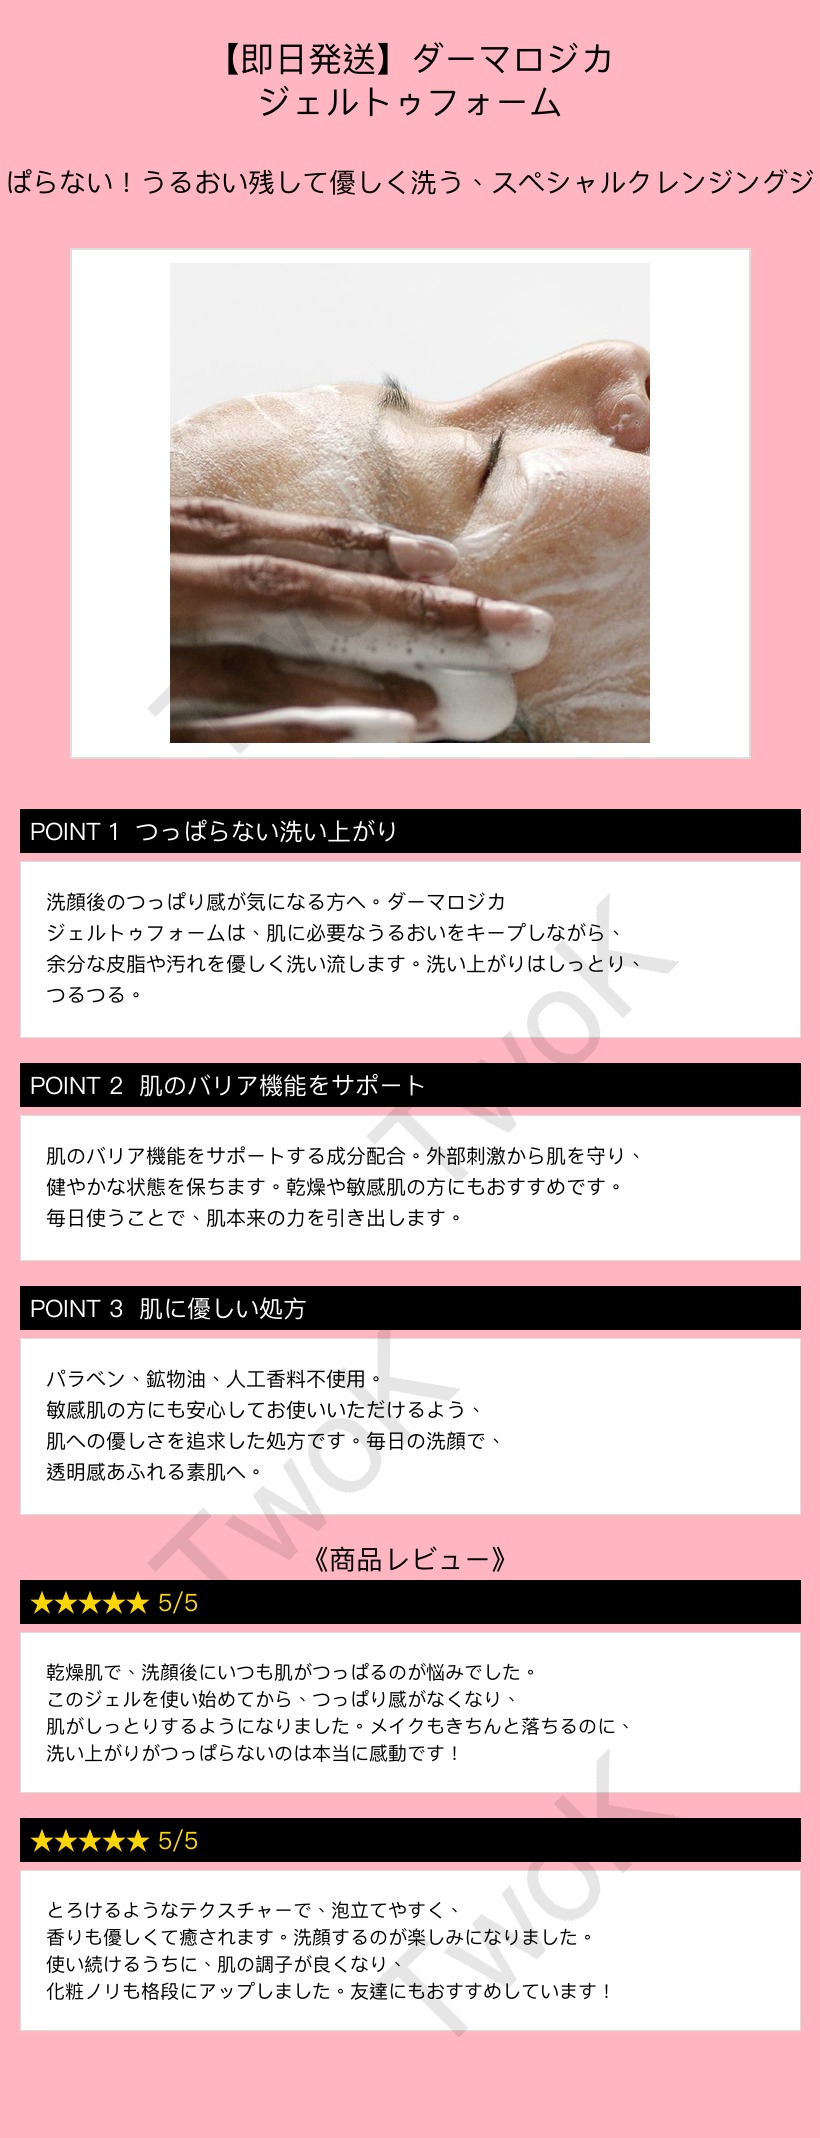 【即日発送】ダーマロジカ
ジェルトゥフォーム
ぱらない！うるおい残して優しく洗う、スペシャルクレンジングジ
POINT 1 つっぱらない洗い上がり
洗顔後のつっぱり感が気になる方へ。ダーマロジカ
ジェルトゥフォームは、肌に必要なうるおいをキープしながら、
余分な皮脂や汚れを優しく洗い流します。洗い上がりはしっとり、
つるつる。
POINT 2 肌のバリア機能をサポート
肌のバリア機能をサポートする成分配合。外部刺激から肌を守り、
健やかな状態を保ちます。乾燥や敏感肌の方にもおすすめです。
毎日使うことで、肌本来の力を引き出します。
POINT 3 肌に優しい処方
パラベン、鉱物油、人工香料不使用。
敏感肌の方にも安心してお使いいただけるよう、
肌への優しさを追求した処方です。毎日の洗顔で、
透明感あふれる素肌へ。
《商品レビュー》
★★★★★ 5/5
乾燥肌で、洗顔後にいつも肌がつっぱるのが悩みでした。
このジェルを使い始めてから、つっぱり感がなくなり、
肌がしっとりするようになりました。メイクもきちんと落ちるのに、
洗い上がりがつっぱらないのは本当に感動です！
★★★★★ 5/5
とろけるようなテクスチャーで、泡立てやすく、
香りも優しくて癒されます。洗顔するのが楽しみになりました。
使い続けるうちに、肌の調子が良くなり、
化粧ノリも格段にアップしました。友達にもおすすめしています！
TwoK
TwoK
TwoK
TwoK